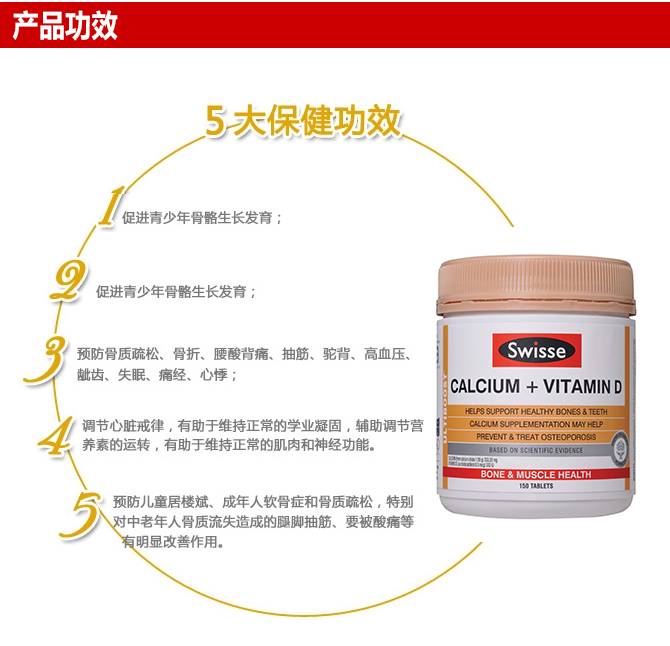 产品功效
5大保健功效
1 促进青少年骨骼生长发育；
2 促进青少年骨骼生长发育；
3 预防骨质疏松、骨折、腰酸背痛、抽筋、驼背、高血压、
龇齿、失眠、痛经、心悸；
4 调节心脏戒律，有助于维持正常的学业凝固，辅助调节营
养素的运转，有助于维持正常的肌肉和神经功能。
5 预防儿童居楼斌、成年人软骨症和骨质疏松，特别
对中老年人骨质流失造成的腿脚抽筋、要被酸痛等
有明显改善作用。
Swisse
CALCIUM + VITAMIN D
HELPS SUPPORT HEALTHY BONES & TEETH
CALCIUM SUPPLEMENTATION MAY HELP
PREVENT & TREAT OSTEOPOROSIS
BASED ON SCIENTIFIC EVIDENCE
BONE & MUSCLE HEALTH
150 TABLETS